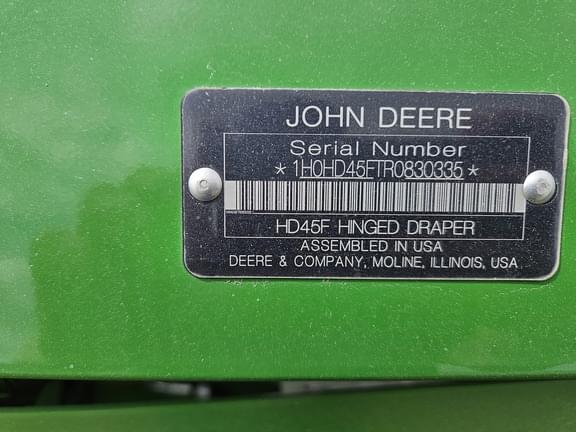 JOHN DEERE
Serial Number
*1H0HD45FTR0830335*
HD45F HINGED DRAPER
ASSEMBLED IN USA
DEERE & COMPANY, MOLINE, ILLINOIS, USA